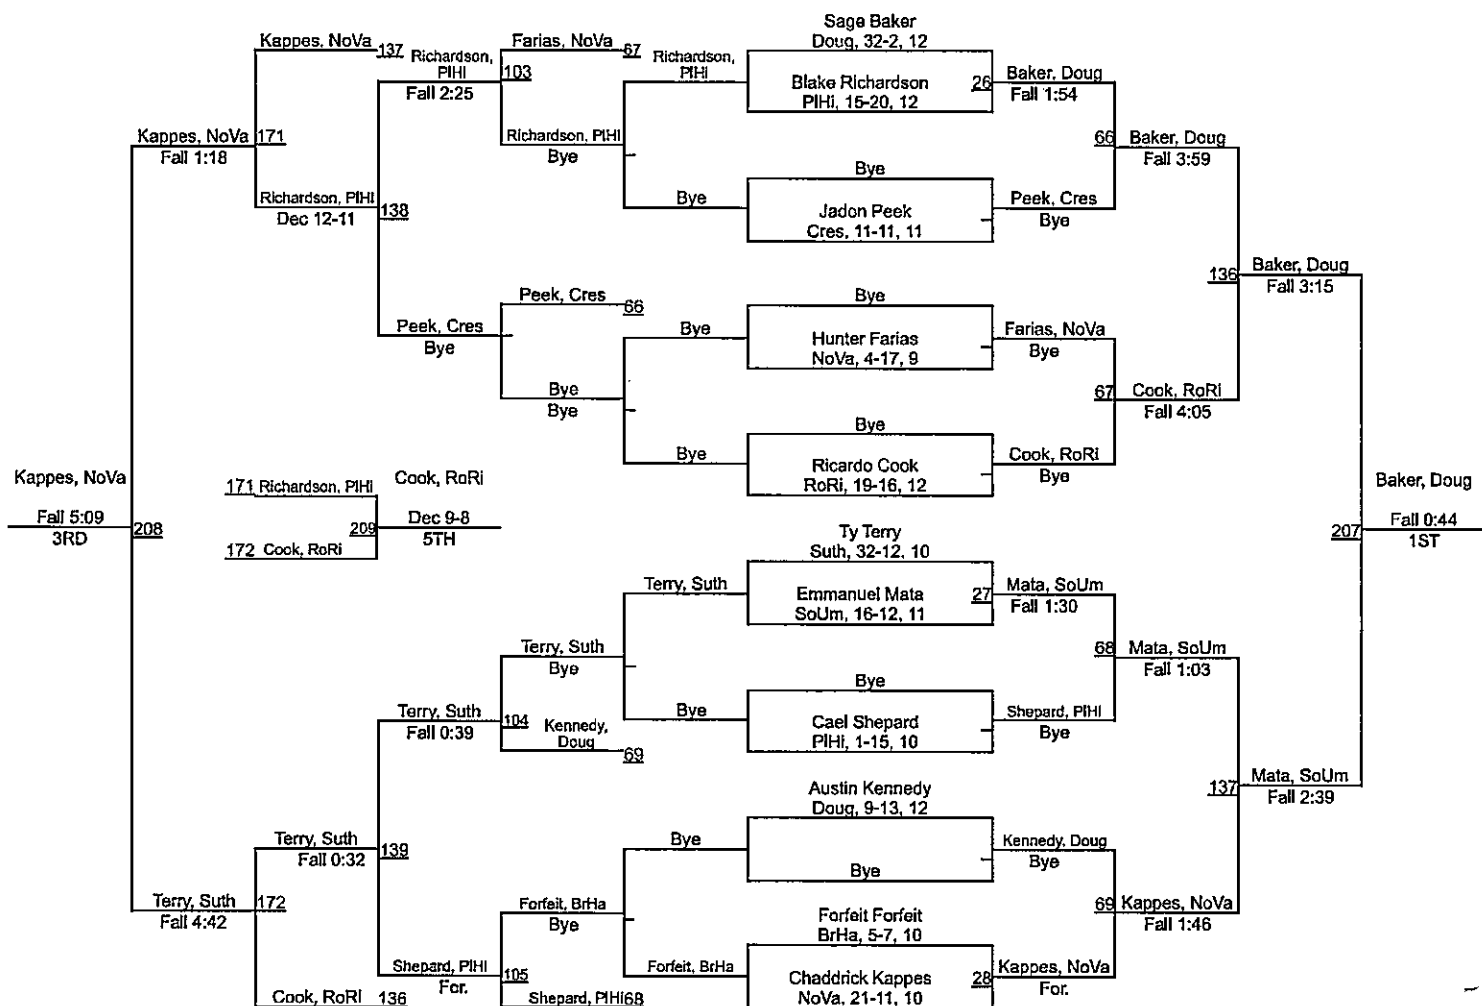 Sage Baker
Kappes, NoVa 137 Richardson, Farias, NoVa 67 Richardson, Doug, 32-2, 12
PlHi PlHi
103 Blake Richardson 26 Baker, Doug
Fall 2:25 PlHi, 15-20, 12 Fall 1:54
Kappes, NoVa 171 Richardson, PlHi 66 Baker, Doug
Fall 1:18 Bye Fall 3:59
Bye
Richardson, PlHi 138 Bye Jadon Peek Peek, Cres
Dec 12-11 Cres, 11-11, 11 Bye
136 Baker, Doug
Fall 3:15
Peek, Cres 66 Bye
Peek, Cres Bye Hunter Farias Farias, NoVa
Bye NoVa, 4-17, 9 Bye
Bye 67 Cook, RoRi
Bye Fall 4:05
Bye
Bye Ricardo Cook Cook, RoRi
RoRi, 19-16, 12 Bye
Kappes, NoVa 171 Richardson, PlHi Cook, RoRi Baker, Doug
Fall 5:09 208 209 Dec 9-8 207 Fall 0:44
3RD 5TH 1ST
172 Cook, RoRi
Ty Terry
Suth, 32-12, 10
Terry, Suth Emmanuel Mata 27 Mata, SoUm
SoUm, 16-12, 11 Fall 1:30
Terry, Suth 68 Mata, SoUm
Bye Fall 1:03
Bye
Terry, Suth 104 Bye Cael Shepard Shepard, PlHi
Fall 0:39 Kennedy, PlHi, 1-15, 10 Bye
Doug 69
137 Mata, SoUm
Fall 2:39
Austin Kennedy
Doug, 9-13, 12
Terry, Suth 139 Bye Kennedy, Doug
Fall 0:32 Bye Bye
Terry, Suth 172 Forfeit, BrHa 69 Kappes, NoVa
Fall 4:42 Bye Fall 1:46
Forfeit Forfeit
BrHa, 5-7, 10
Shepard, PlHi 105 Forfeit, BrHa Chaddrick Kappes 28 Kappes, NoVa
For. NoVa, 21-11, 10 For.
Cook, RoRi 136 Shepard, PlHi 68